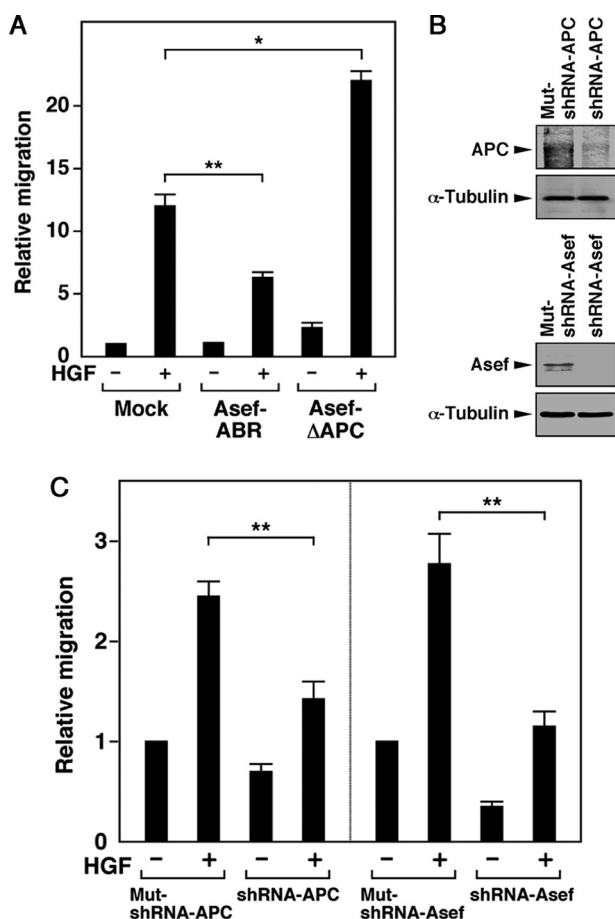 A
Relative migration
20
15
10
5
0
*
**
HGF
− + − + − +
Mock
Asef-
ABR
Asef-
ΔAPC
B
Mut-
shRNA-APC
shRNA-APC
APC
α-Tubulin
Mut-
shRNA-Asef
shRNA-Asef
Asef
α-Tubulin
C
Relative migration
3
2
1
0
**
**
HGF
− + − + − + − +
Mut-
shRNA-APC
shRNA-APC
Mut-
shRNA-Asef
shRNA-Asef